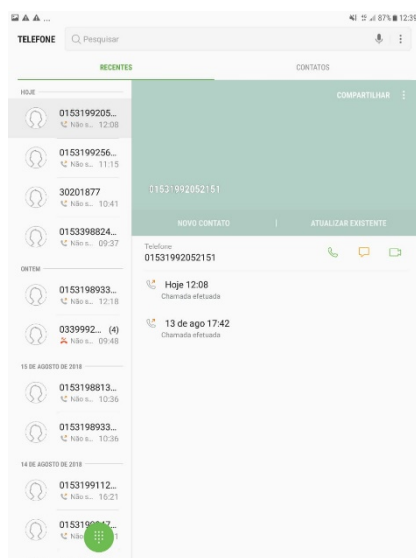 87% 12:39
TELEFONE
Pesquisar
RECENTES
CONTATOS
HOJE
0153199205...
Não s... 12:08
0153199256...
Não s... 11:15
30201877
Não s... 10:41
0153398824...
Não s... 09:37
ONTEM
0153198933...
Não s... 12:18
0339992... (4)
Não s... 09:48
15 DE AGOSTO DE 2018
0153198813...
Não s... 10:36
0153198933...
Não s... 10:36
14 DE AGOSTO DE 2018
0153199112...
Não s... 16:21
COMPARTILHAR
01531992052151
NOVO CONTATO
ATUALIZAR EXISTENTE
Telefone
01531992052151
Hoje 12:08
Chamada efetuada
13 de ago 17:42
Chamada efetuada